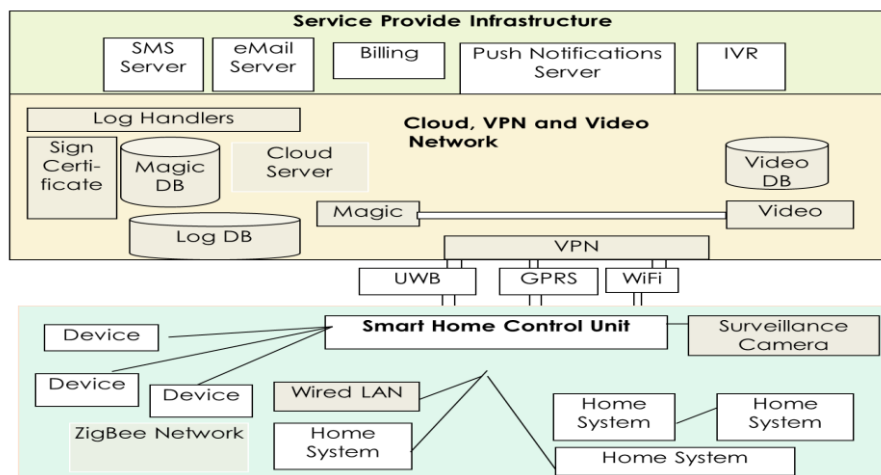 Service Provide Infrastructure
SMS
Server
eMail
Server
Billing
Push Notifications
Server
IVR
Log Handlers
Cloud, VPN and Video
Network
Sign
Certi-
ficate
Magic
DB
Cloud
Server
Video
DB
Magic
Video
Log DB
VPN
UWB
GPRS
WiFi
Smart Home Control Unit
Surveillance
Camera
Device
Device
Device
Wired LAN
ZigBee Network
Home
System
Home
System
Home
System
Home System